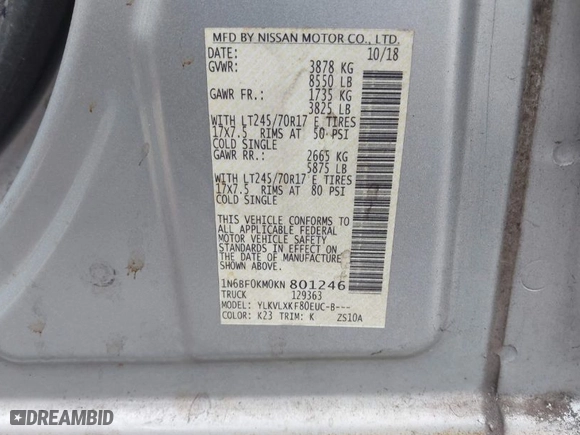 MFD BY NISSAN MOTOR CO., LTD.
DATE: 10/18
GVWR: 3878 KG
8550 LB
GAWR FR.: 1735 KG
3825 LB
WITH LT245/70R17 E TIRES
17X7.5 RIMS AT 50 PSI
COLD SINGLE
GAWR RR.: 2665 KG
5875 LB
WITH LT245/70R17 E TIRES
17X7.5 RIMS AT 80 PSI
COLD SINGLE
THIS VEHICLE CONFORMS TO
ALL APPLICABLE FEDERAL
MOTOR VEHICLE SAFETY
STANDARDS IN EFFECT ON
THE DATE OF MANUFACTURE
SHOWN ABOVE.
1N6BF0KM0KN801246
TRUCK 129363
MODEL: YLKVLXKF80EUC-B---
COLOR: K23 TRIM: K ZS10A
DREAMBID